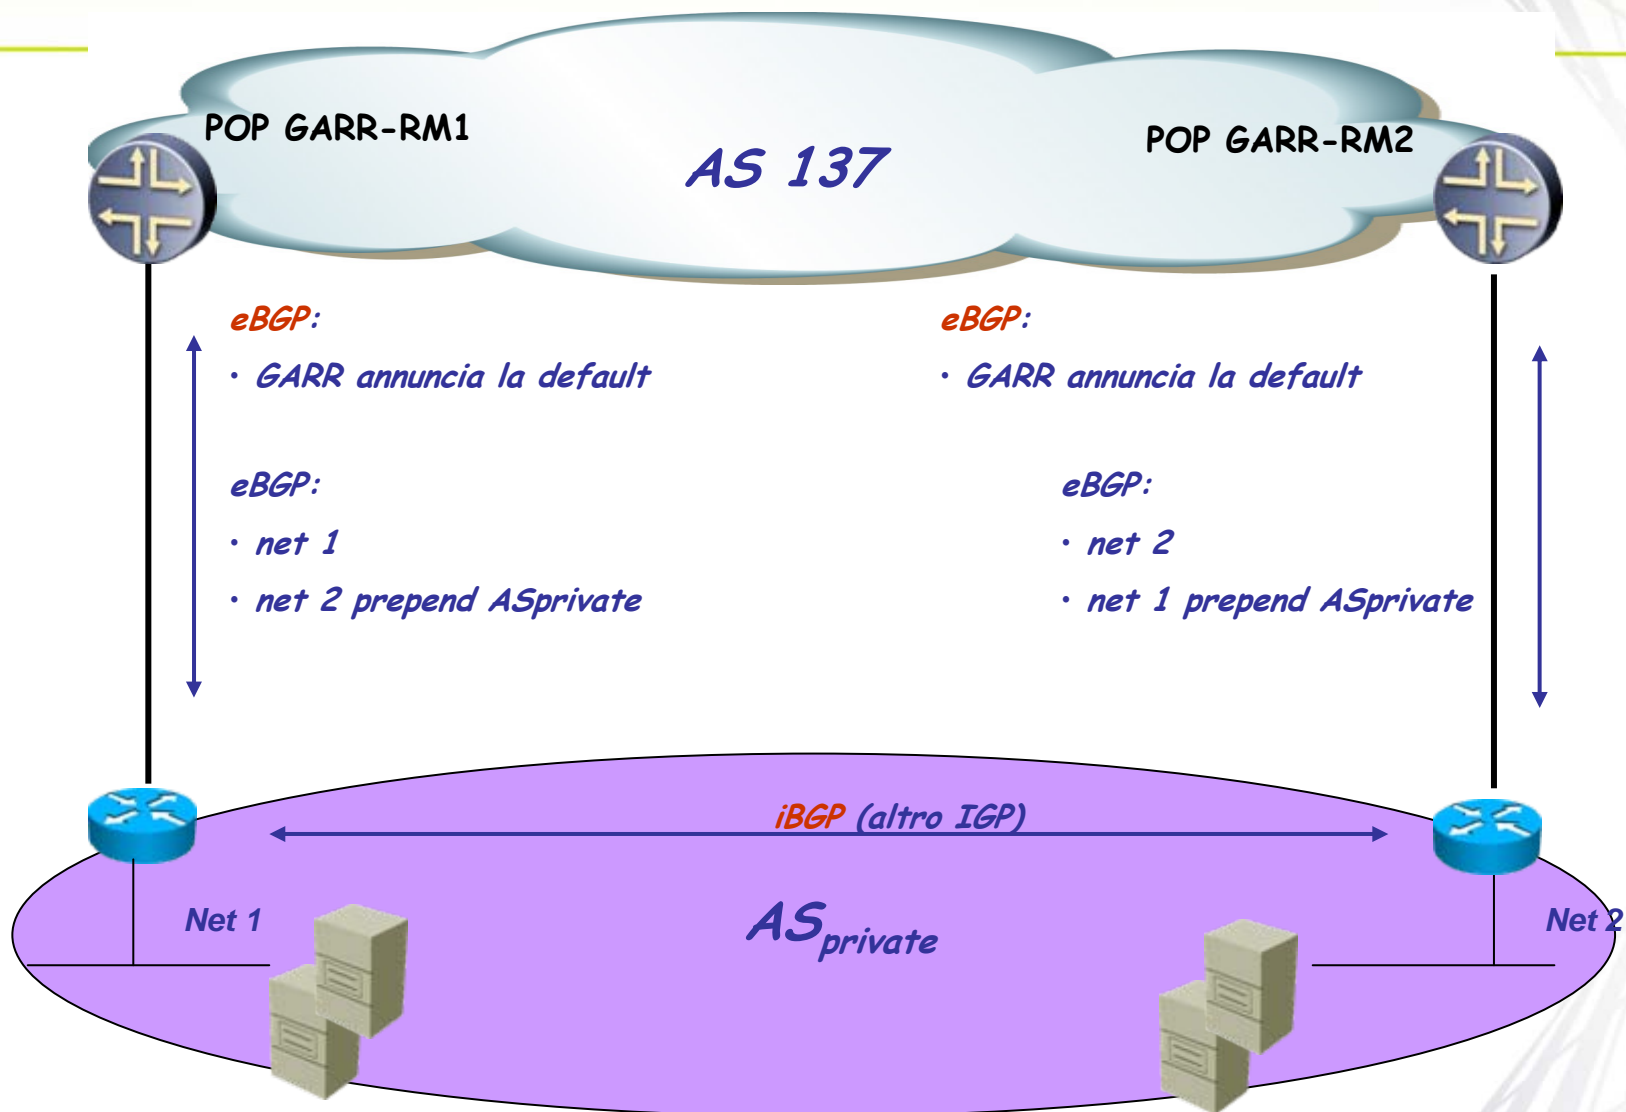 POP GARR-RM1
POP GARR-RM2
AS 137
eBGP:
• GARR annuncia la default
eBGP:
• net 1
• net 2 prepend ASprivate
eBGP:
• GARR annuncia la default
eBGP:
• net 2
• net 1 prepend ASprivate
iBGP (altro IGP)
Net 1
ASprivate
Net 2